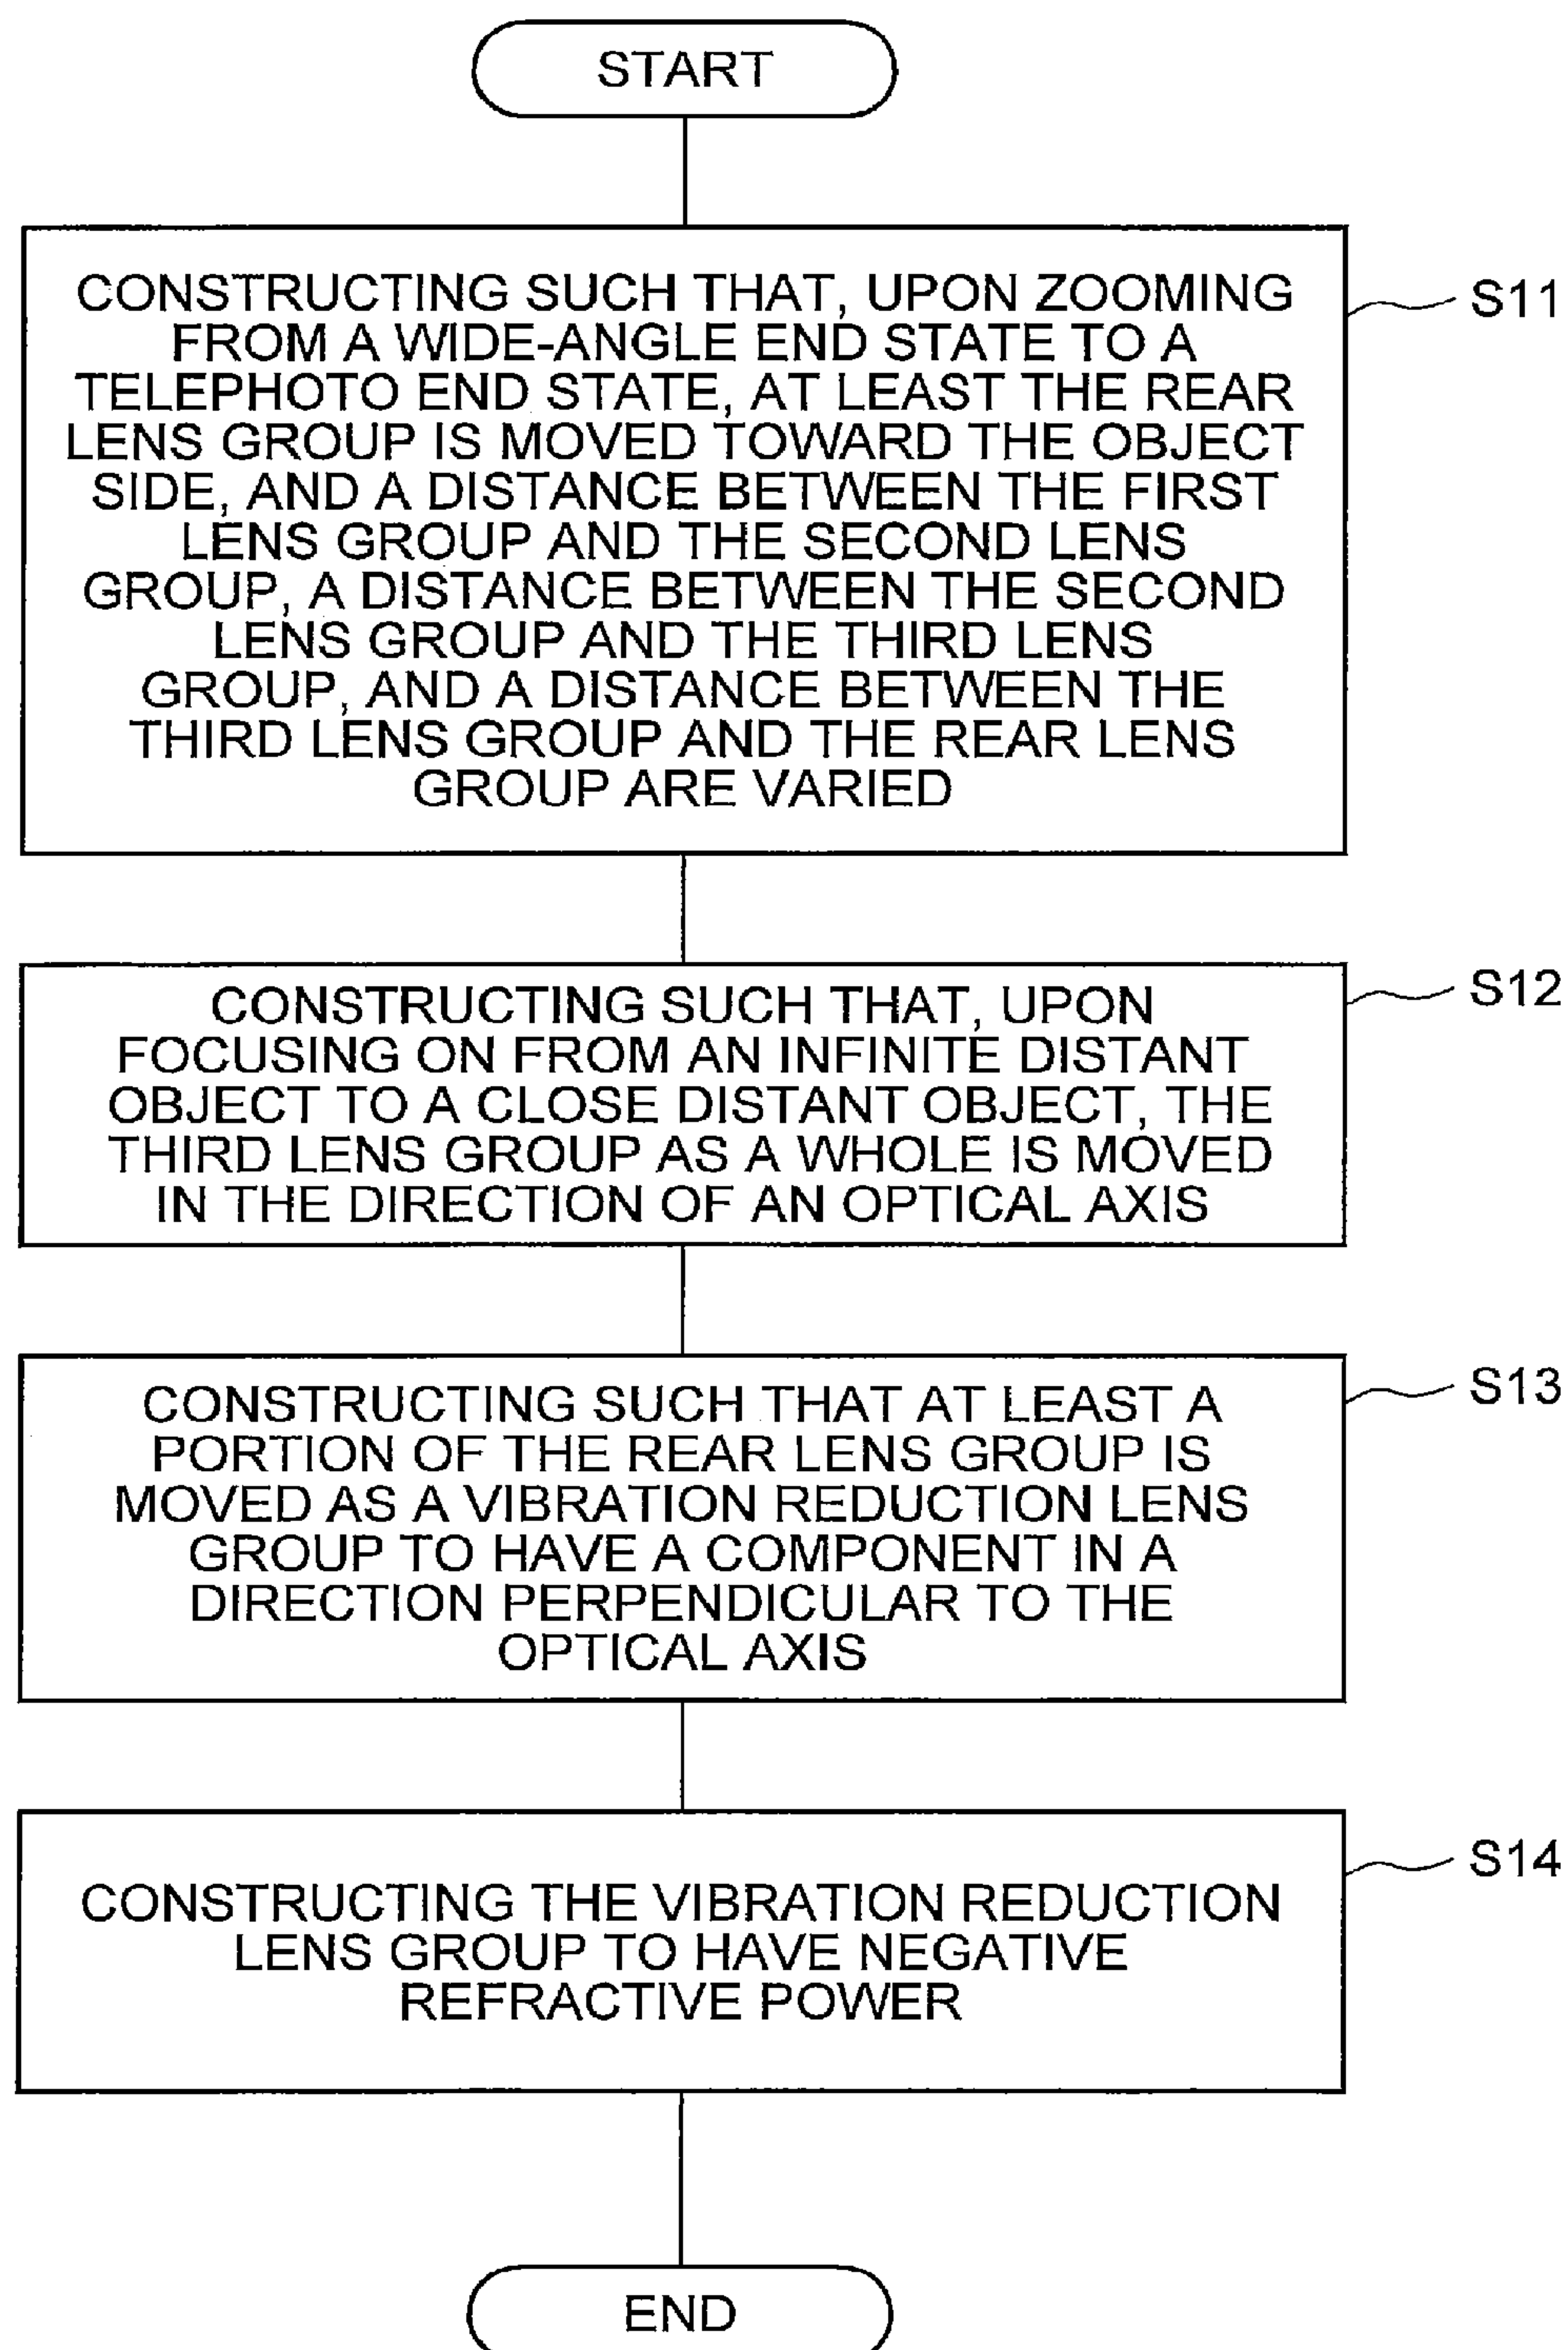 START
CONSTRUCTING SUCH THAT, UPON ZOOMING
FROM A WIDE-ANGLE END STATE TO A
TELEPHOTO END STATE, AT LEAST THE REAR
LENS GROUP IS MOVED TOWARD THE OBJECT
SIDE, AND A DISTANCE BETWEEN THE FIRST
LENS GROUP AND THE SECOND LENS
GROUP, A DISTANCE BETWEEN THE SECOND
LENS GROUP AND THE THIRD LENS
GROUP, AND A DISTANCE BETWEEN THE
THIRD LENS GROUP AND THE REAR LENS
GROUP ARE VARIED
S11
CONSTRUCTING SUCH THAT, UPON
FOCUSING ON FROM AN INFINITE DISTANT
OBJECT TO A CLOSE DISTANT OBJECT, THE
THIRD LENS GROUP AS A WHOLE IS MOVED
IN THE DIRECTION OF AN OPTICAL AXIS
S12
CONSTRUCTING SUCH THAT AT LEAST A
PORTION OF THE REAR LENS GROUP IS
MOVED AS A VIBRATION REDUCTION LENS
GROUP TO HAVE A COMPONENT IN A
DIRECTION PERPENDICULAR TO THE
OPTICAL AXIS
S13
CONSTRUCTING THE VIBRATION REDUCTION
LENS GROUP TO HAVE NEGATIVE
REFRACTIVE POWER
S14
END